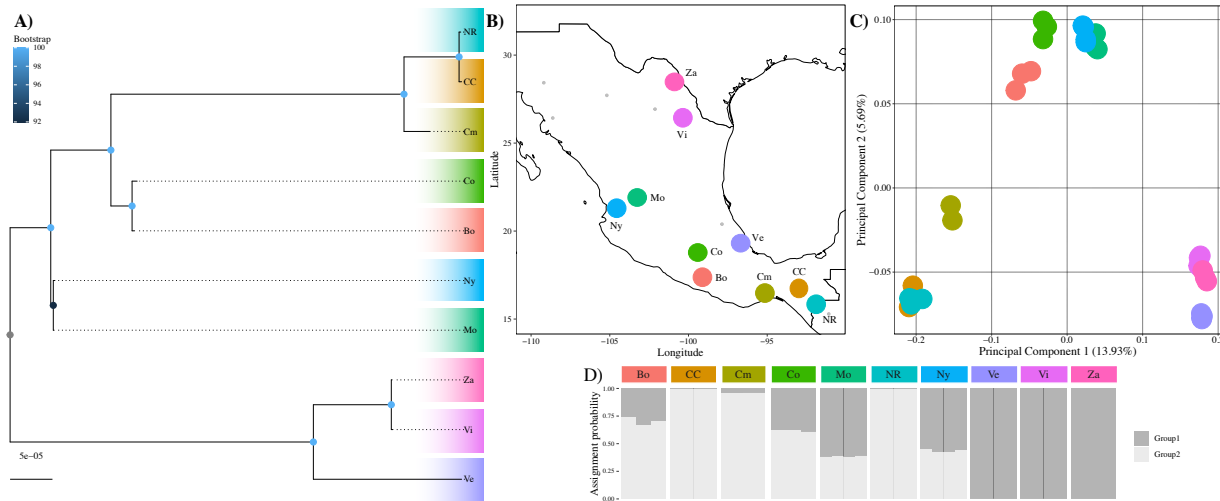 A)
Bootstrap
100
98
96
94
92
NR
CC
Cm
Co
Bo
Ny
Mo
Za
Vi
Ve
5e-05
B)
Latitude
30
25
20
15
-110
-105
-100
-95
Longitude
Za
Vi
Mo
Ny
Ve
Co
Bo
Cm
CC
NR
C)
Principal Component 2 (5.69%)
0.10
0.05
0.00
-0.05
-0.2
-0.1
0.0
0.1
Principal Component 1 (13.93%)
D)
Bo CC Cm Co Mo NR Ny Ve Vi Za
Assignment probability
1.00
0.75
0.50
0.25
0.00
Group1
Group2